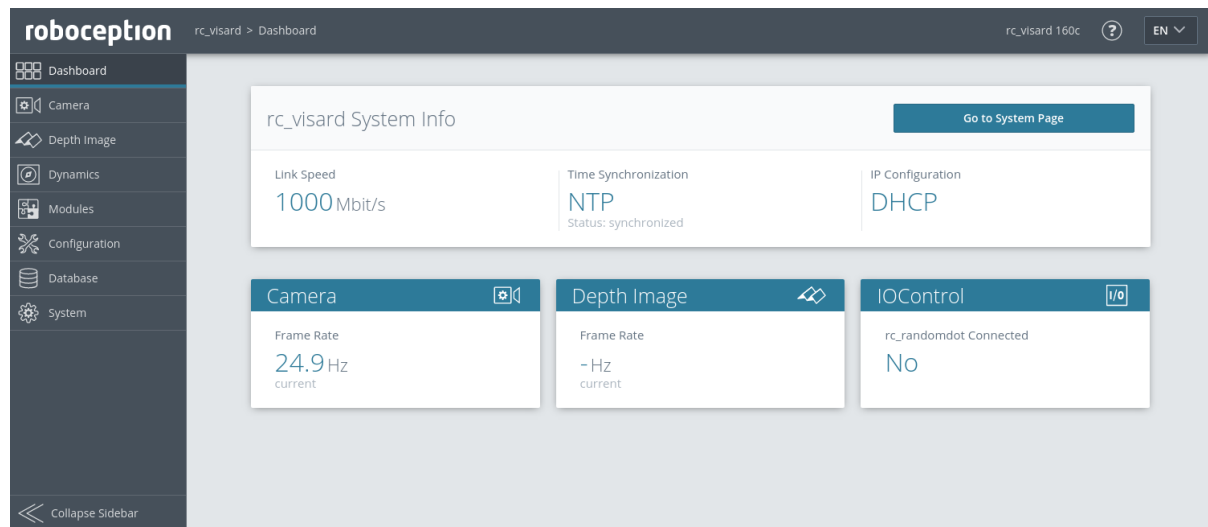 roboception
rc_visard > Dashboard
rc_visard 160c
?
EN
Dashboard
Camera
Depth Image
Dynamics
Modules
Configuration
Database
System
Collapse Sidebar
rc_visard System Info
Go to System Page
Link Speed
1000 Mbit/s
Time Synchronization
NTP
Status: synchronized
IP Configuration
DHCP
Camera
Frame Rate
24.9 Hz
current
Depth Image
Frame Rate
- Hz
current
IOControl
I/0
rc_randomdot Connected
No